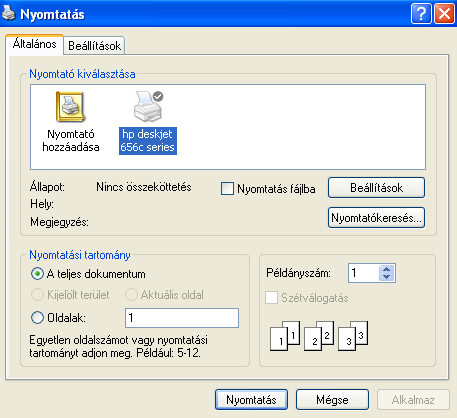 Nyomtatás
Általános
Beállítások
Nyomtató kiválasztása
Nyomtató
hozzáadása
hp deskjet
656c series
Állapot: Nincs összeköttetés
Hely:
Megjegyzés:
Nyomtatás fájlba
Beállítások
Nyomtatókeresés...
Nyomtatási tartomány
A teljes dokumentum
Kijelölt terület
Aktuális oldal
Oldalak: 1
Egyetlen oldalszámot vagy nyomtatási
tartományt adjon meg. Például: 5-12.
Példányszám: 1
Szétválogatás
1 1 2 2 3 3
Nyomtatás
Mégse
Alkalmaz